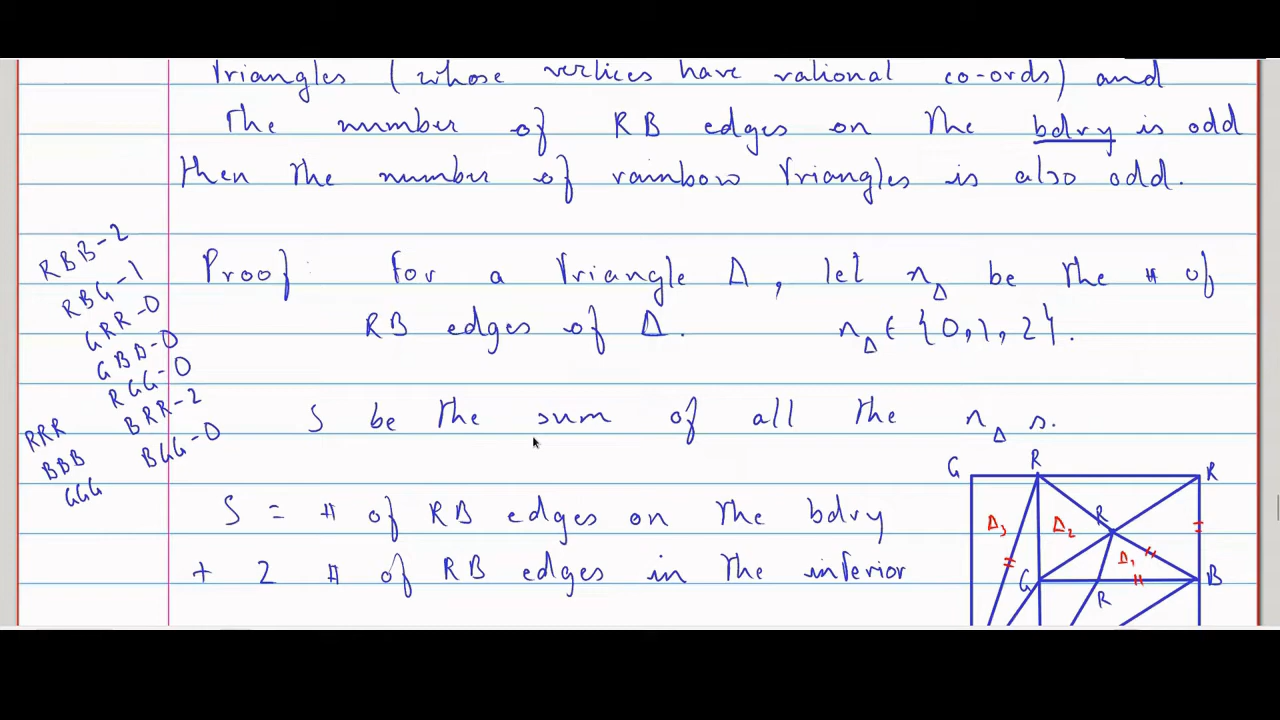 Triangles (whose vertices have rational co-ords) and
The number of RB edges on The bdry is odd
then The number of rainbow Triangles is also odd.
RBB-2
RBG-1
GRR-0
GBB-0
RGG-0
BRR-2
BGG-0
RRR
BBB
GGG
Proof: For a Triangle Δ, let n_Δ be The # of
RB edges of Δ. n_Δ ∈ {0,1,2}.
S be The sum of all The n_Δ s.
S = # of RB edges on The bdry
+ 2 # of RB edges in The interior
G R R
Δ3 Δ2 R
Δ1
G R B